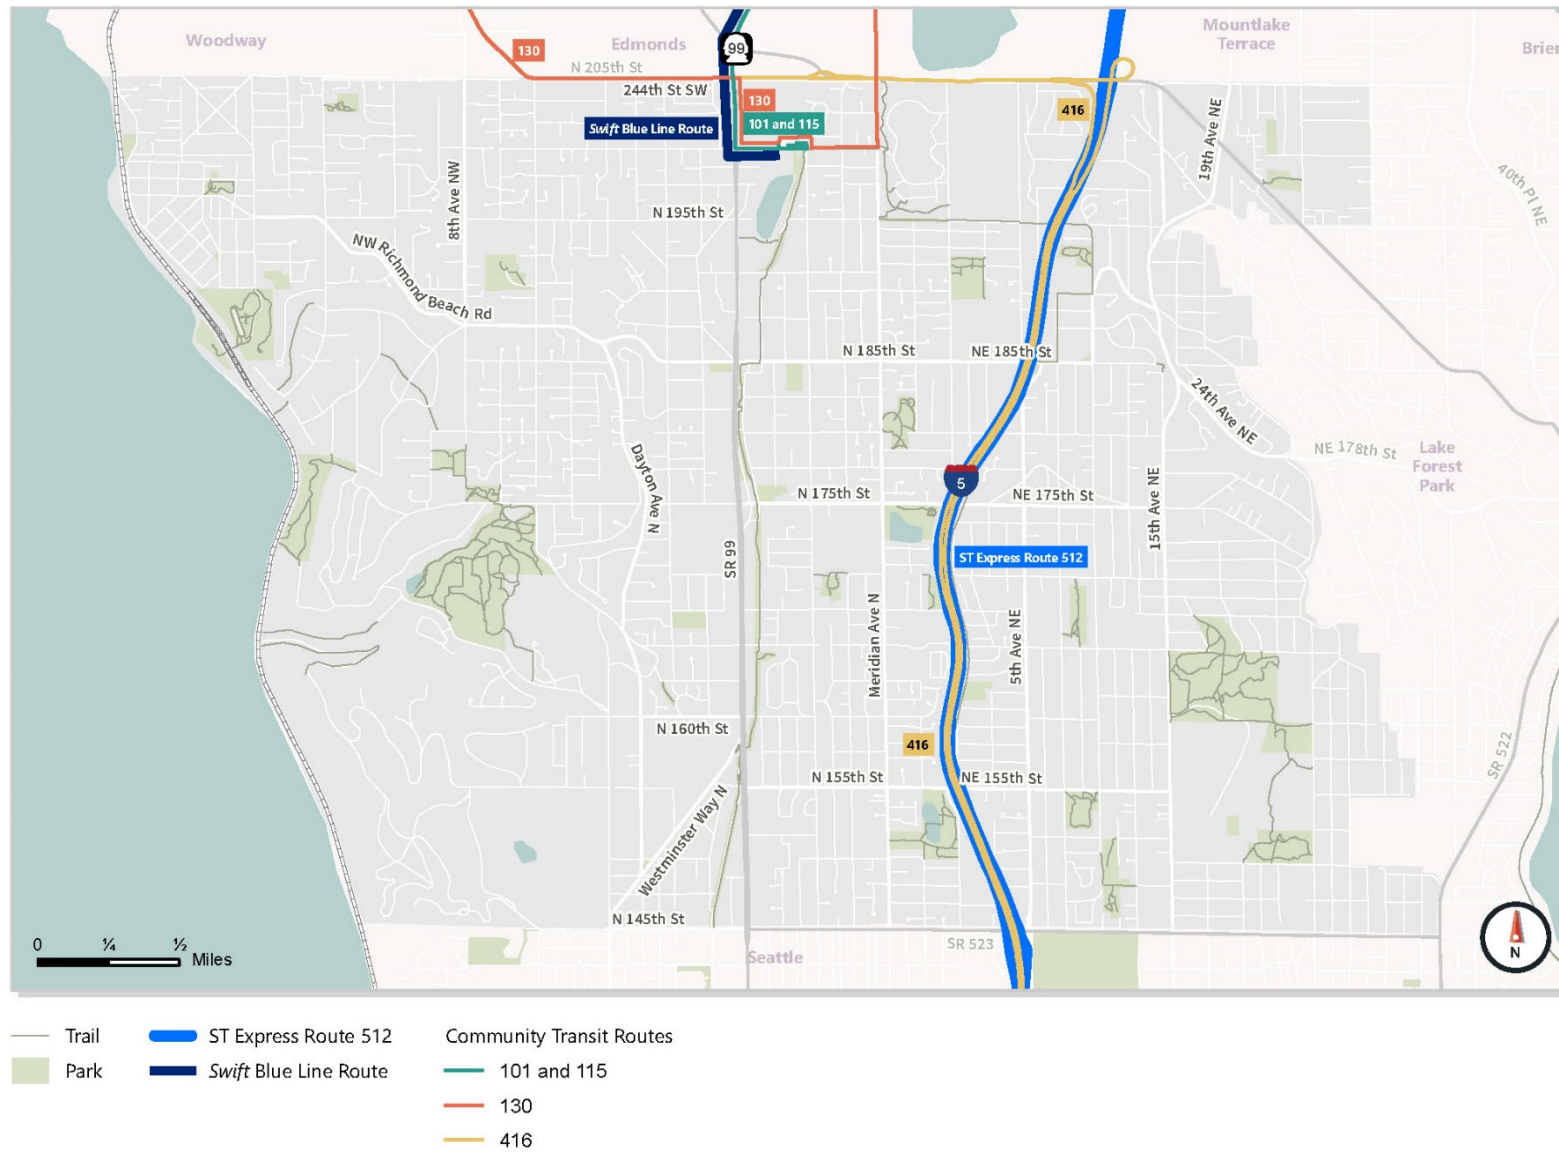 Woodway
Edmonds
Mountlake
Terrace
Brier
130
99
N 205th St
244th St SW
130
101 and 115
Swift Blue Line Route
416
19th Ave NE
40th Pl NE
8th Ave NW
N 195th St
NW Richmond Beach Rd
N 185th St
NE 185th St
24th Ave NE
NE 178th St
Lake
Forest
Park
Dayton Ave N
N 175th St
5
NE 175th St
15th Ave NE
SR 99
ST Express Route 512
Meridian Ave N
5th Ave NE
N 160th St
416
SR 522
N 155th St
NE 155th St
Westminster Way N
N 145th St
SR 523
Seattle
0 ¼ ½
Miles
N
Trail
Park
ST Express Route 512
Swift Blue Line Route
Community Transit Routes
101 and 115
130
416